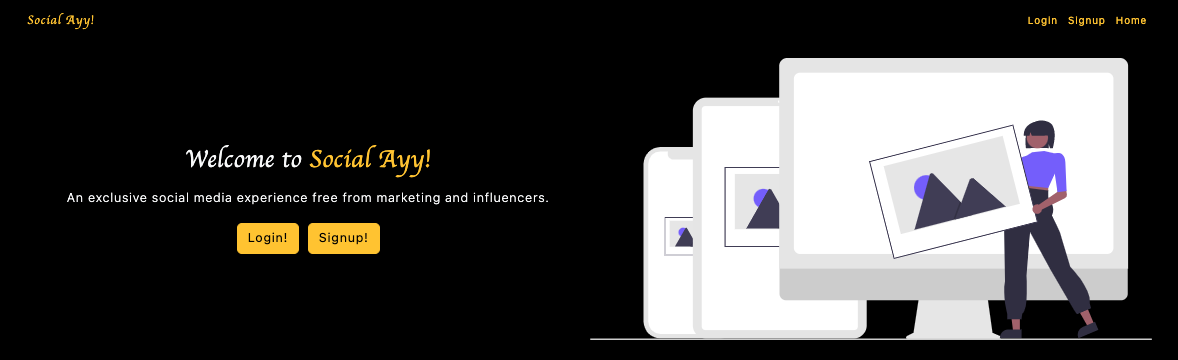 Social Ayy!
Login Signup Home
Welcome to Social Ayy!
An exclusive social media experience free from marketing and influencers.
Login! Signup!